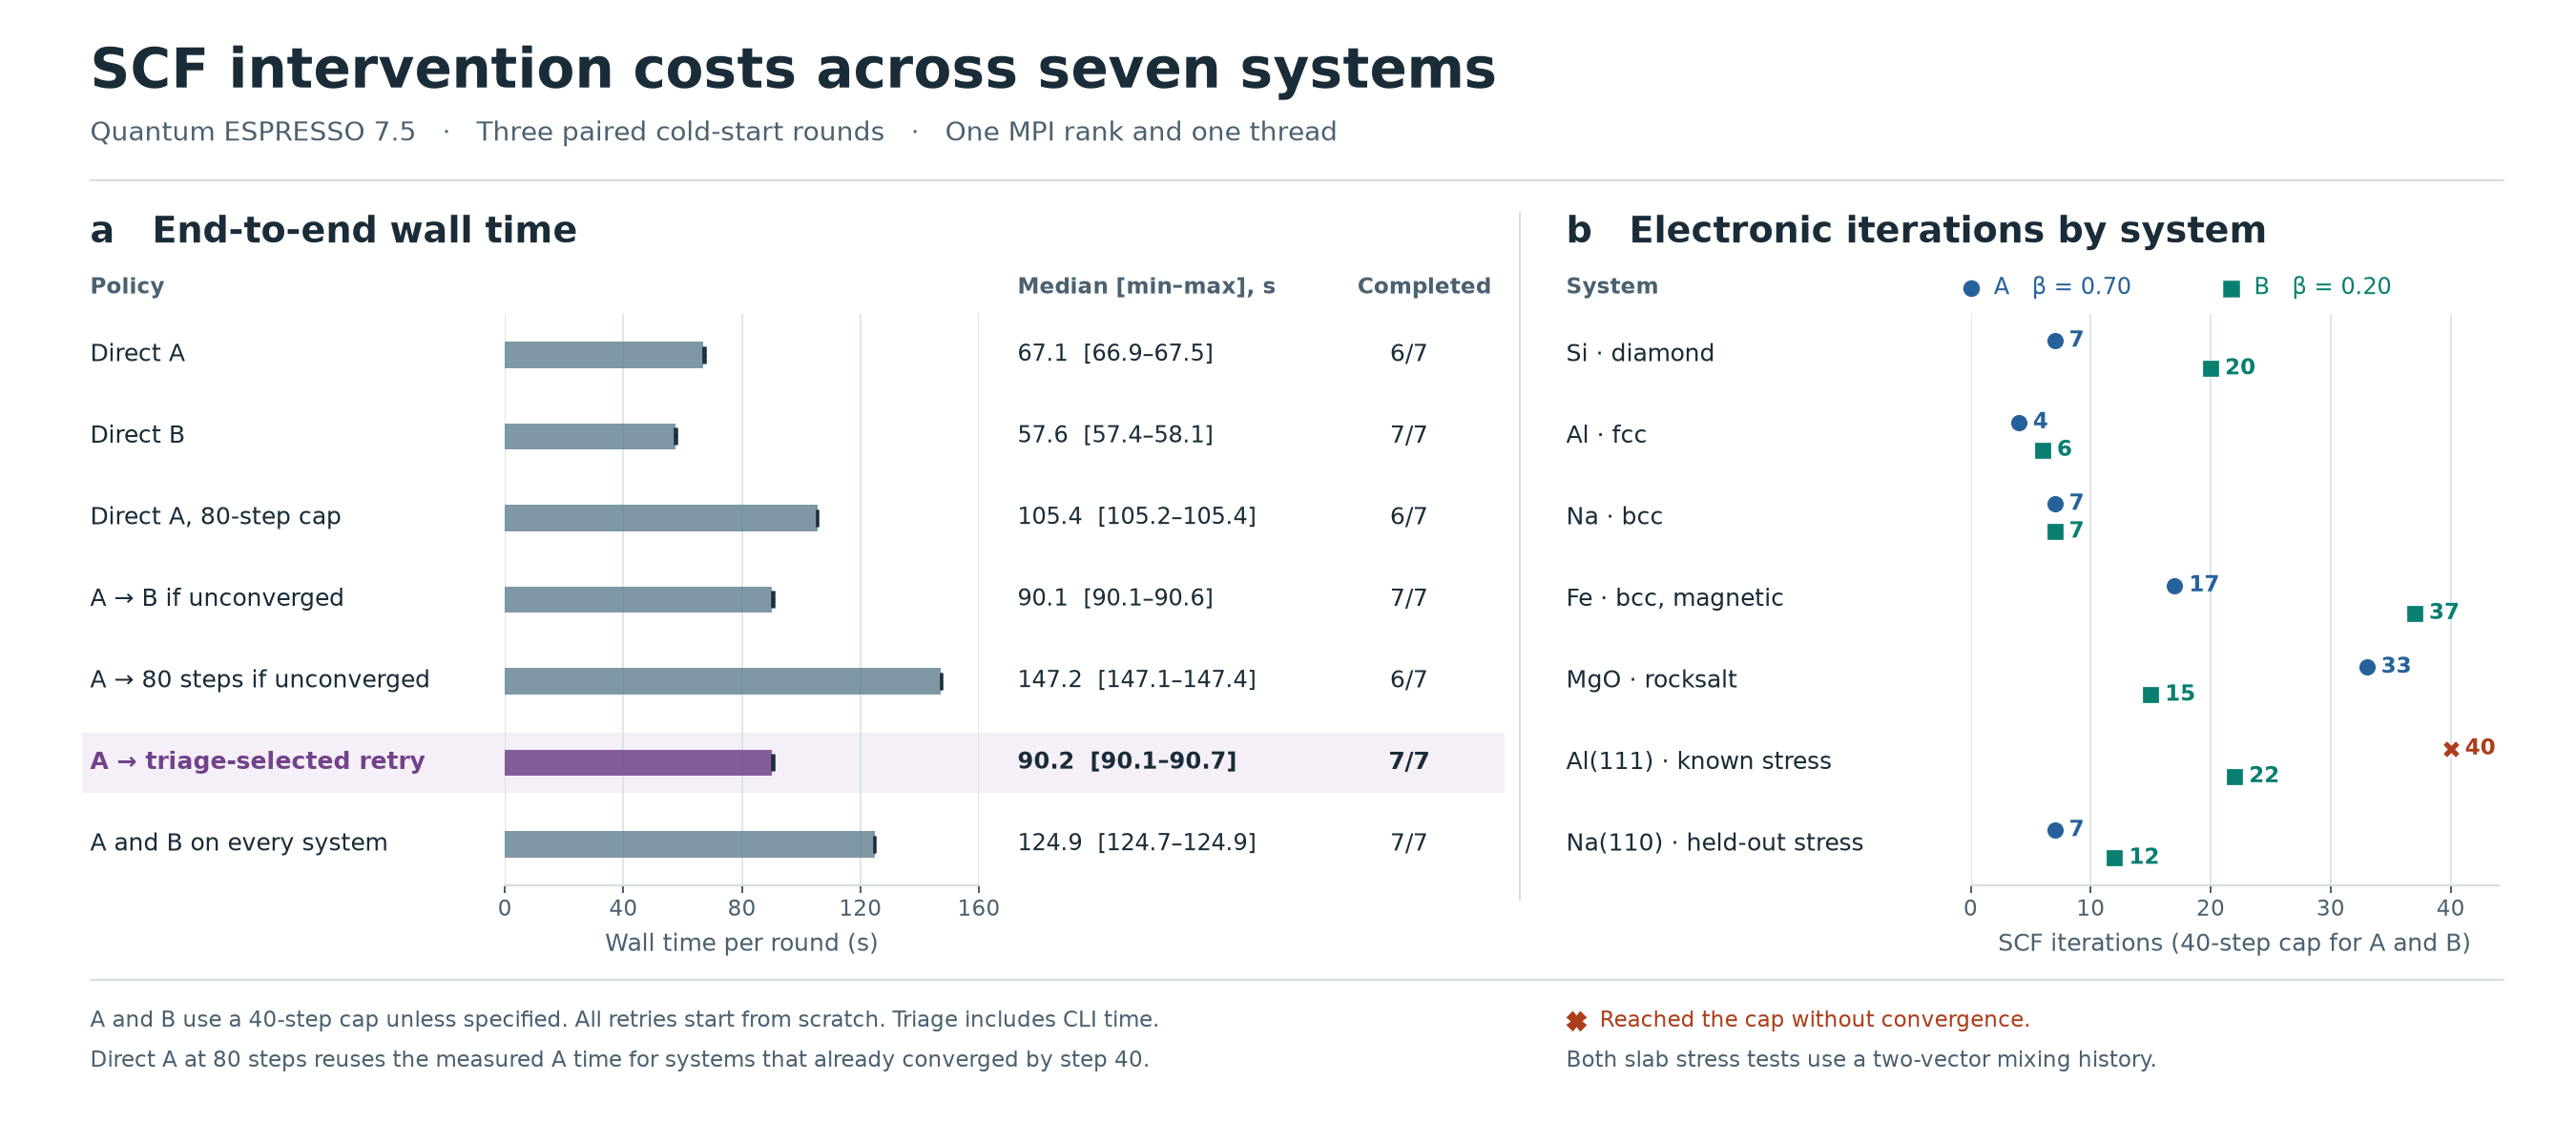 SCF intervention costs across seven systems
Quantum ESPRESSO 7.5 · Three paired cold-start rounds · One MPI rank and one thread
a End-to-end wall time
Policy Median [min–max], s Completed
Direct A 67.1 [66.9–67.5] 6/7
Direct B 57.6 [57.4–58.1] 7/7
Direct A, 80-step cap 105.4 [105.2–105.4] 6/7
A → B if unconverged 90.1 [90.1–90.6] 7/7
A → 80 steps if unconverged 147.2 [147.1–147.4] 6/7
A → triage-selected retry 90.2 [90.1–90.7] 7/7
A and B on every system 124.9 [124.7–124.9] 7/7
0 40 80 120 160
Wall time per round (s)
b Electronic iterations by system
System A β = 0.70 B β = 0.20
Si · diamond 7 20
Al · fcc 4 6
Na · bcc 7 7
Fe · bcc, magnetic 17 37
MgO · rocksalt 33 15
Al(111) · known stress 40 22
Na(110) · held-out stress 7 12
0 10 20 30 40
SCF iterations (40-step cap for A and B)
A and B use a 40-step cap unless specified. All retries start from scratch. Triage includes CLI time.
Direct A at 80 steps reuses the measured A time for systems that already converged by step 40.
✖ Reached the cap without convergence.
Both slab stress tests use a two-vector mixing history.